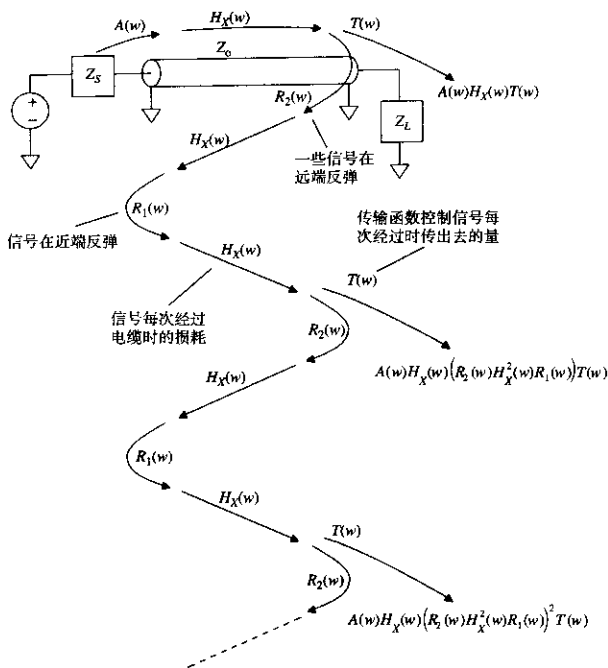 A(w)
H_X(w)
T(w)
Z_S
Z_o
R_2(w)
A(w)H_X(w)T(w)
Z_L
H_X(w)
一些信号在
远端反弹
R_1(w)
信号在近端反弹
传输函数控制信号每
次经过时传出去的量
H_X(w)
T(w)
信号每次经过
电缆时的损耗
R_2(w)
A(w)H_X(w)(R_2(w)H_X^2(w)R_1(w))T(w)
H_X(w)
R_1(w)
H_X(w)
T(w)
R_2(w)
A(w)H_X(w)(R_2(w)H_X^2(w)R_1(w))^2 T(w)